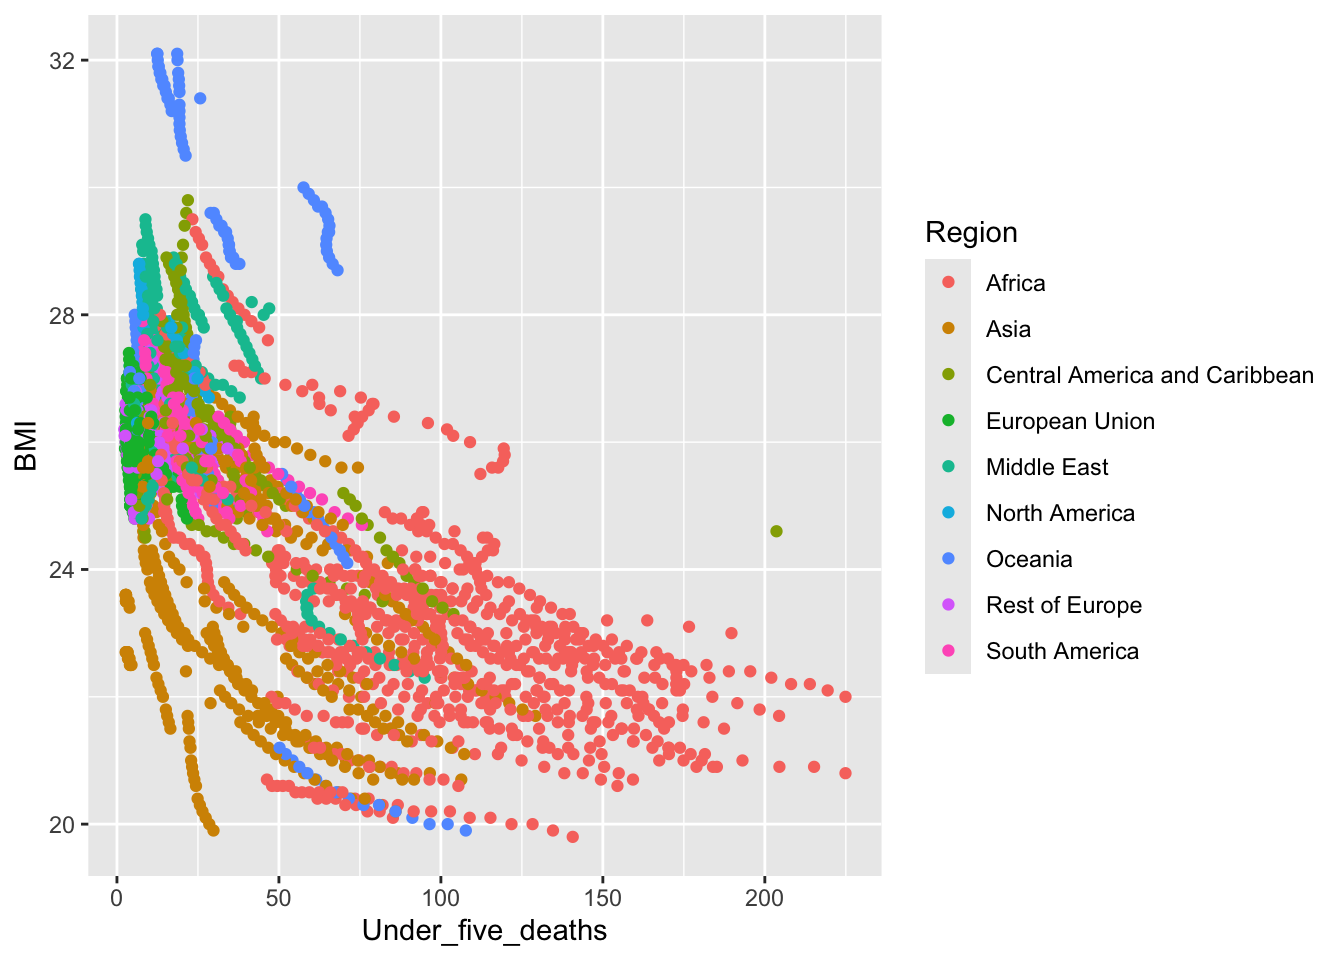 32
28
24
20
BMI
0
50
100
150
200
Under_five_deaths
Region
Africa
Asia
Central America and Caribbean
European Union
Middle East
North America
Oceania
Rest of Europe
South America